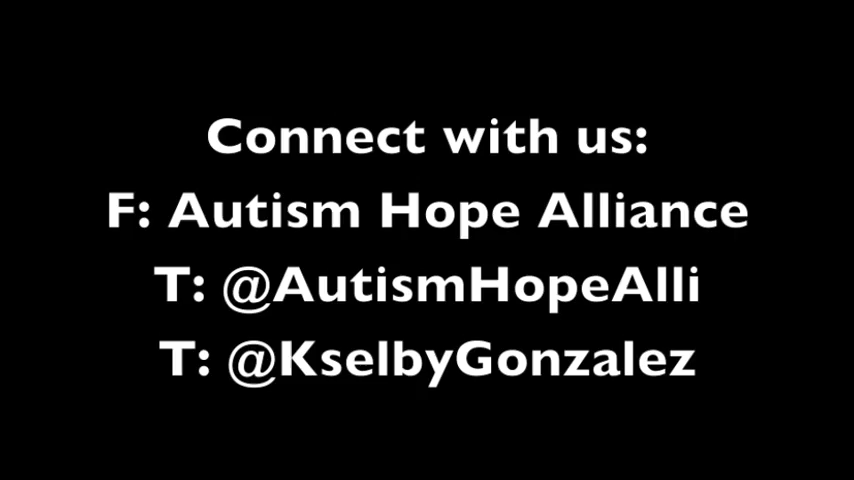 Connect with us:
F: Autism Hope Alliance
T: @AutismHopeAlli
T: @KselbyGonzalez